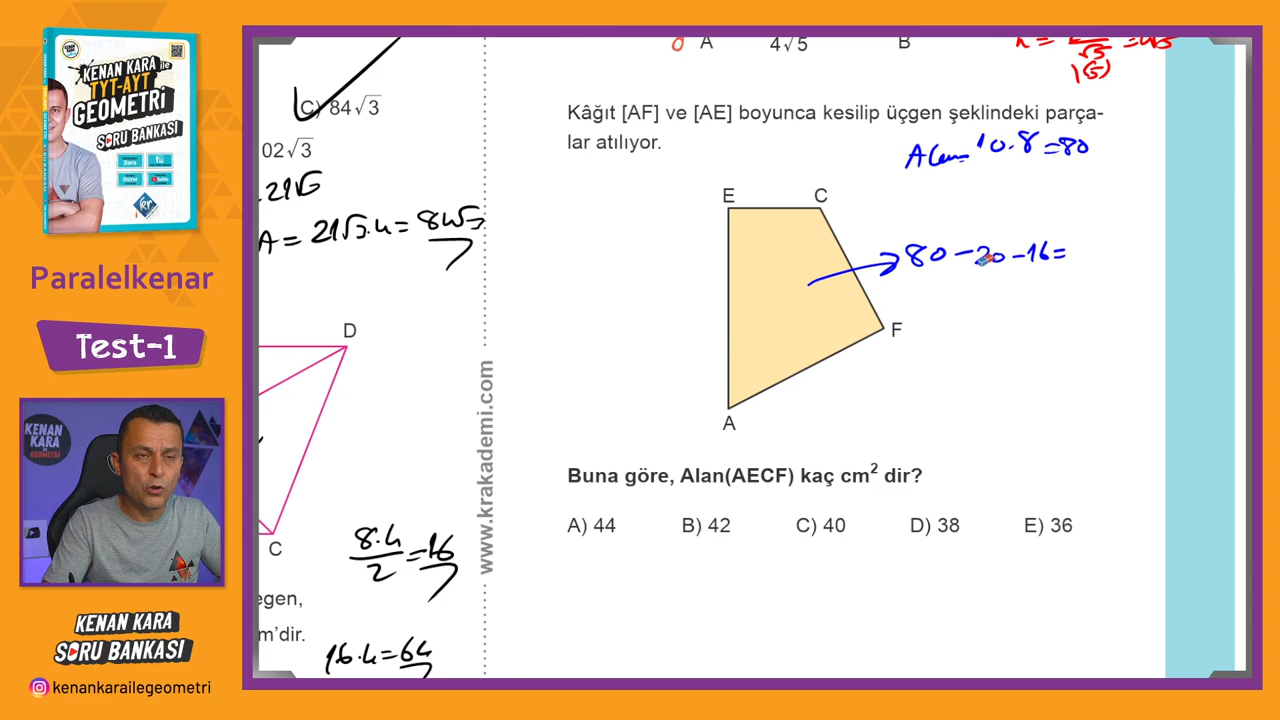 KENAN KARA ile
TYT-AYT
GEOMETRİ
SORU BANKASI
Paralelkenar
Test-1
KENAN KARA
GEOMETRİ
KENAN KARA
SORU BANKASI
kenankarailegeometri
C) 84√3
02√3
A = 21√3.4 = 84√3
D
C
egen,
m'dir.
8.4
2
=16
16.4=64
www.krakademi.com
A
4√5
B
Kâğıt [AF] ve [AE] boyunca kesilip üçgen şeklindeki parça-
lar atılıyor.
Alan 10.8=80
E
C
80-20-16=
F
A
Buna göre, Alan(AECF) kaç cm² dir?
A) 44 B) 42 C) 40 D) 38 E) 36